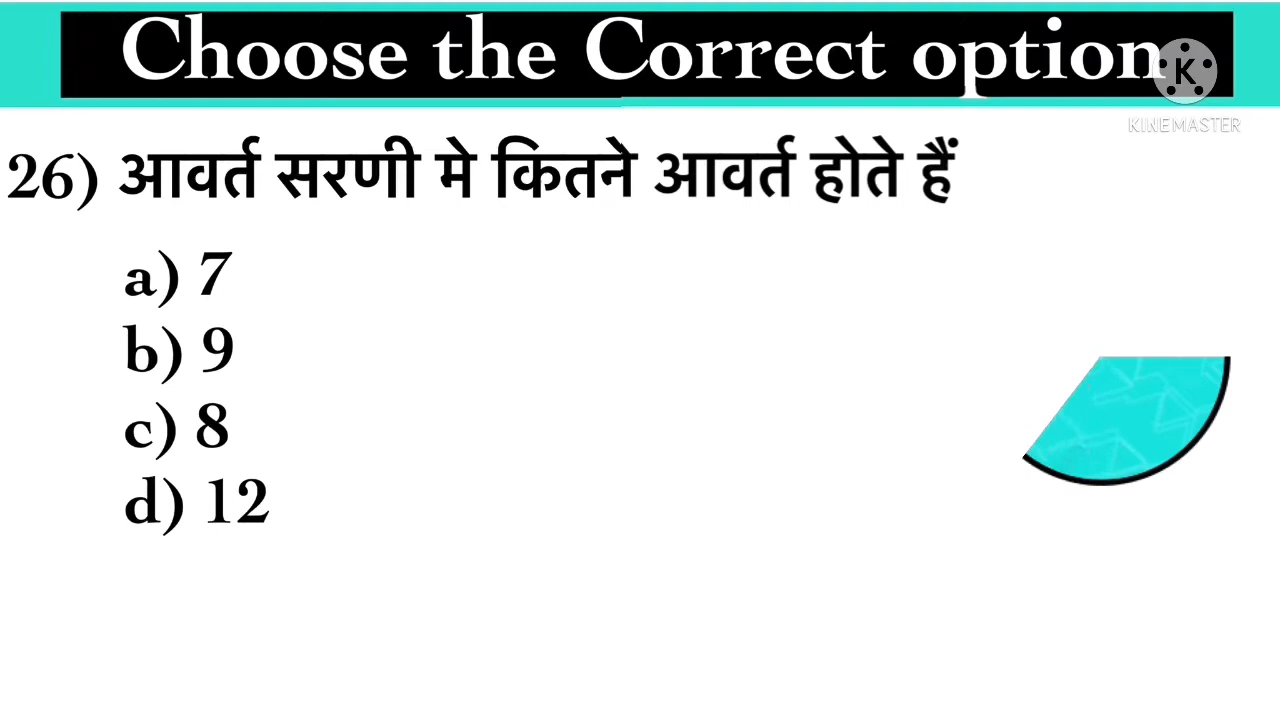 Choose the Correct option
K
KINEMASTER
26) आवर्त सरणी मे कितने आवर्त होते हैं
a) 7
b) 9
c) 8
d) 12